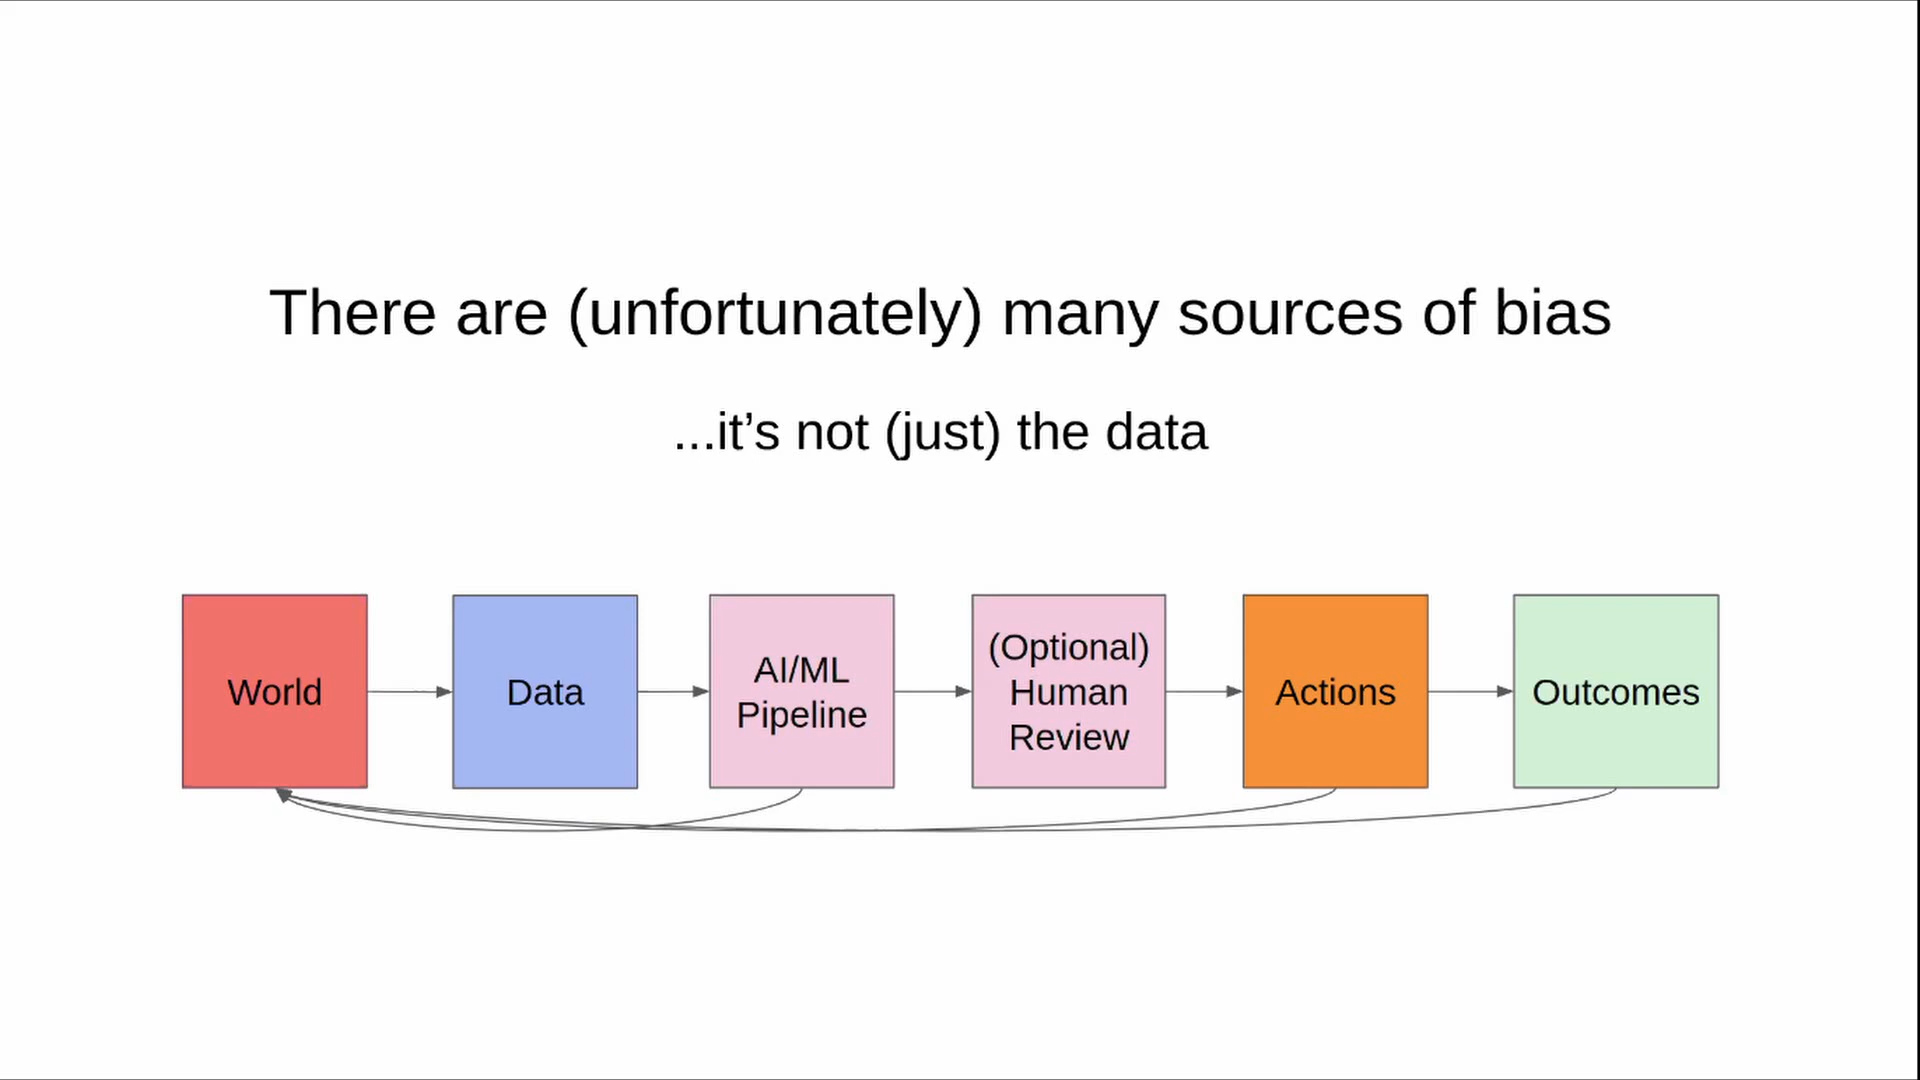 There are (unfortunately) many sources of bias
...it’s not (just) the data
World
Data
AI/ML
Pipeline
(Optional)
Human
Review
Actions
Outcomes